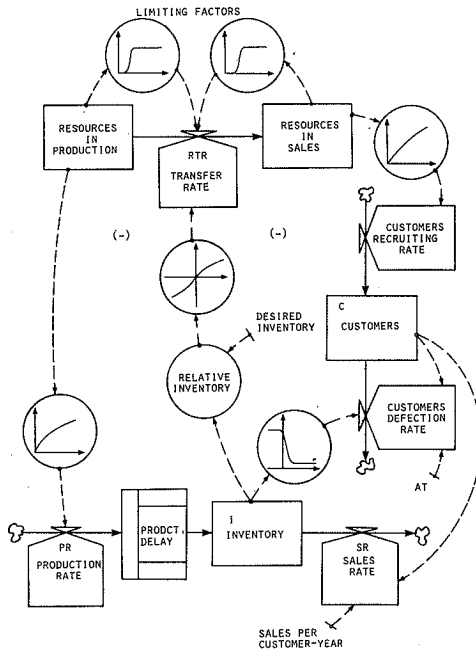 LIMITING FACTORS
RESOURCES
IN
PRODUCTION
RTR
TRANSFER
RATE
RESOURCES
IN
SALES
(-)
(-)
CUSTOMERS
RECRUITING
RATE
DESIRED
INVENTORY
C
CUSTOMERS
RELATIVE
INVENTORY
CUSTOMERS
DEFECTION
RATE
AT
PR
PRODUCTION
RATE
PRODCT.
DELAY
I
INVENTORY
SR
SALES
RATE
SALES PER
CUSTOMER-YEAR